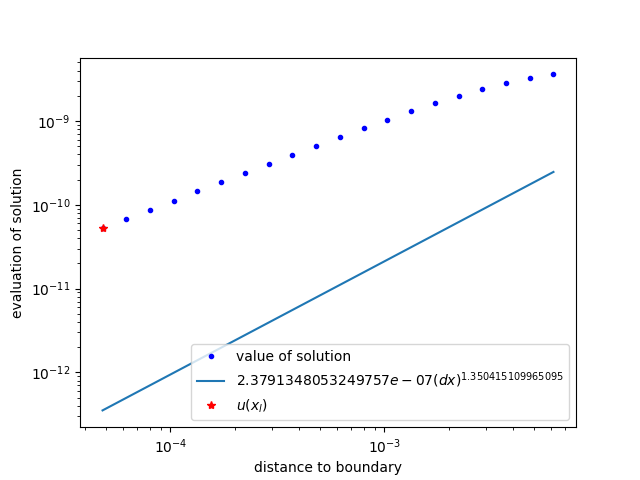 10⁻⁹
10⁻¹⁰
10⁻¹¹
10⁻¹²
evaluation of solution
value of solution
2.3791348053249757e − 07(dx)^1.350415109965095
u(x_I)
10⁻⁴
10⁻³
distance to boundary